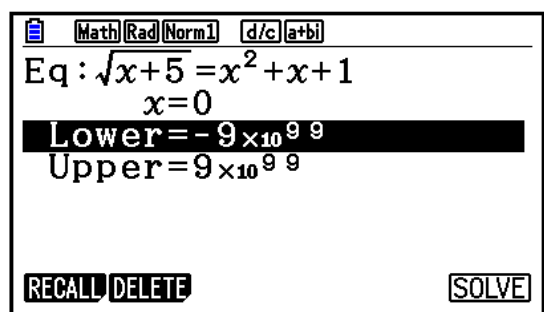 Math Rad Norm1 d/c a+bi
Eq:√x+5=x²+x+1
x=0
Lower=-9×10⁹⁹
Upper=9×10⁹⁹
RECALL DELETE SOLVE